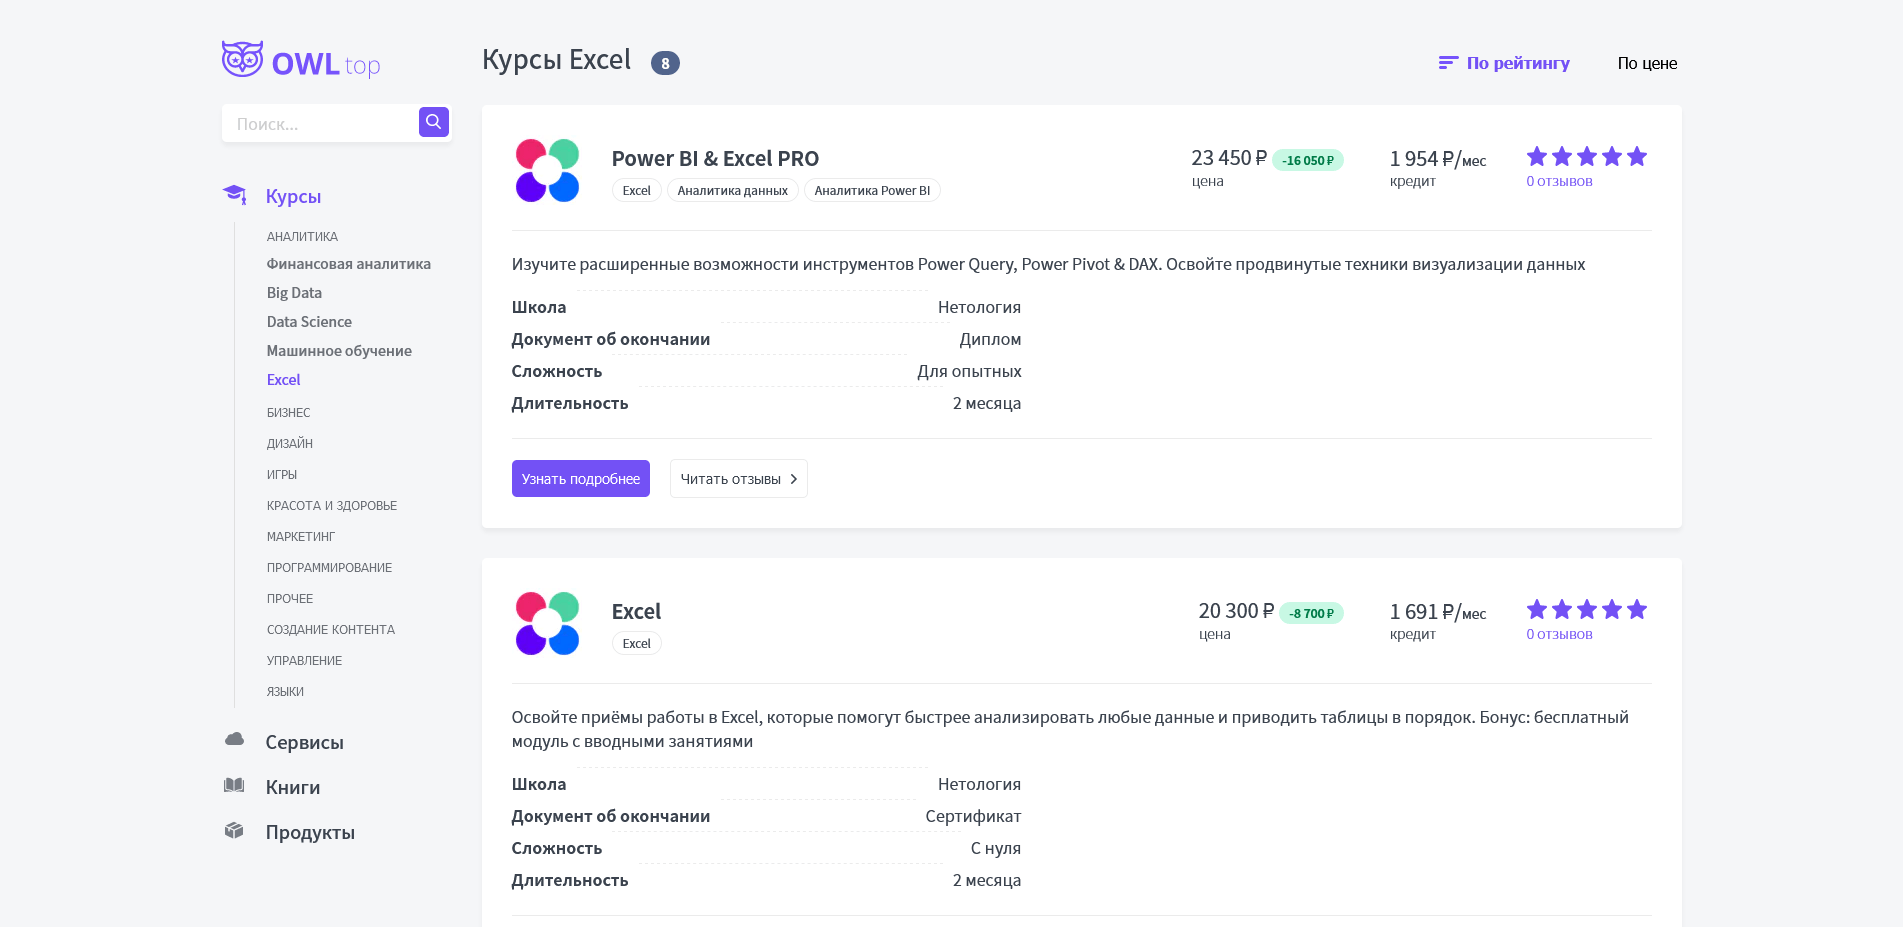 OWL top
Поиск...
Курсы
АНАЛИТИКА
Финансовая аналитика
Big Data
Data Science
Машинное обучение
Excel
БИЗНЕС
ДИЗАЙН
ИГРЫ
КРАСОТА И ЗДОРОВЬЕ
МАРКЕТИНГ
ПРОГРАММИРОВАНИЕ
ПРОЧЕЕ
СОЗДАНИЕ КОНТЕНТА
УПРАВЛЕНИЕ
ЯЗЫКИ
Сервисы
Книги
Продукты
Курсы Excel 8
По рейтингу По цене
Power BI & Excel PRO
Excel Аналитика данных Аналитика Power BI
23 450 ₽ -16 050 ₽
цена
1 954 ₽/мес
кредит
0 отзывов
Изучите расширенные возможности инструментов Power Query, Power Pivot & DAX. Освойте продвинутые техники визуализации данных
Школа Нетология
Документ об окончании Диплом
Сложность Для опытных
Длительность 2 месяца
Узнать подробнее Читать отзывы
Excel
Excel
20 300 ₽ -8 700 ₽
цена
1 691 ₽/мес
кредит
0 отзывов
Освойте приёмы работы в Excel, которые помогут быстрее анализировать любые данные и приводить таблицы в порядок. Бонус: бесплатный
модуль с вводными занятиями
Школа Нетология
Документ об окончании Сертификат
Сложность С нуля
Длительность 2 месяца